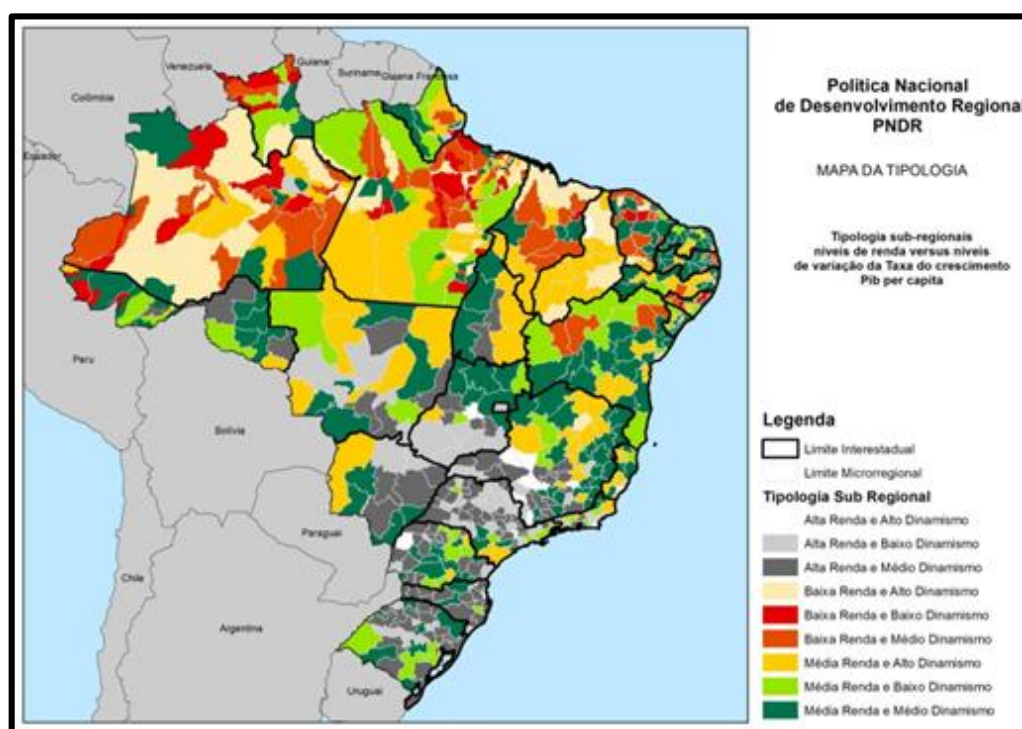 Politica Nacional
de Desenvolvimento Regional
PNDR
MAPA DA TIPOLOGIA
Tipologia sub-regionais
níveis de renda versus níveis
de variação da Taxa do crescimento
Pib per capita
Venezuela
Guiana
Suriname
Guiana Francesa
Colômbia
Ecuador
Peru
Bolívia
Paraguai
Chile
Argentina
Uruguai
Legenda
Limite Interestadual
Limite Microrregional
Tipologia Sub Regional
Alta Renda e Alto Dinamismo
Alta Renda e Baixo Dinamismo
Alta Renda e Médio Dinamismo
Baixa Renda e Alto Dinamismo
Baixa Renda e Baixo Dinamismo
Baixa Renda e Médio Dinamismo
Média Renda e Alto Dinamismo
Média Renda e Baixo Dinamismo
Média Renda e Médio Dinamismo